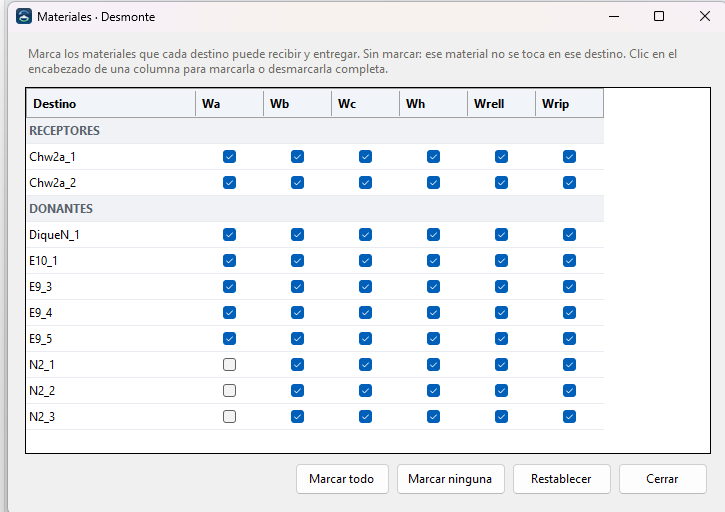 Materiales · Desmonte
Marca los materiales que cada destino puede recibir y entregar. Sin marcar: ese material no se toca en ese destino. Clic en el
encabezado de una columna para marcarla o desmarcarla completa.
Destino Wa Wb Wc Wh Wrell Wrip
RECEPTORES
Chw2a_1
Chw2a_2
DONANTES
DiqueN_1
E10_1
E9_3
E9_4
E9_5
N2_1
N2_2
N2_3
Marcar todo Marcar ninguna Restablecer Cerrar